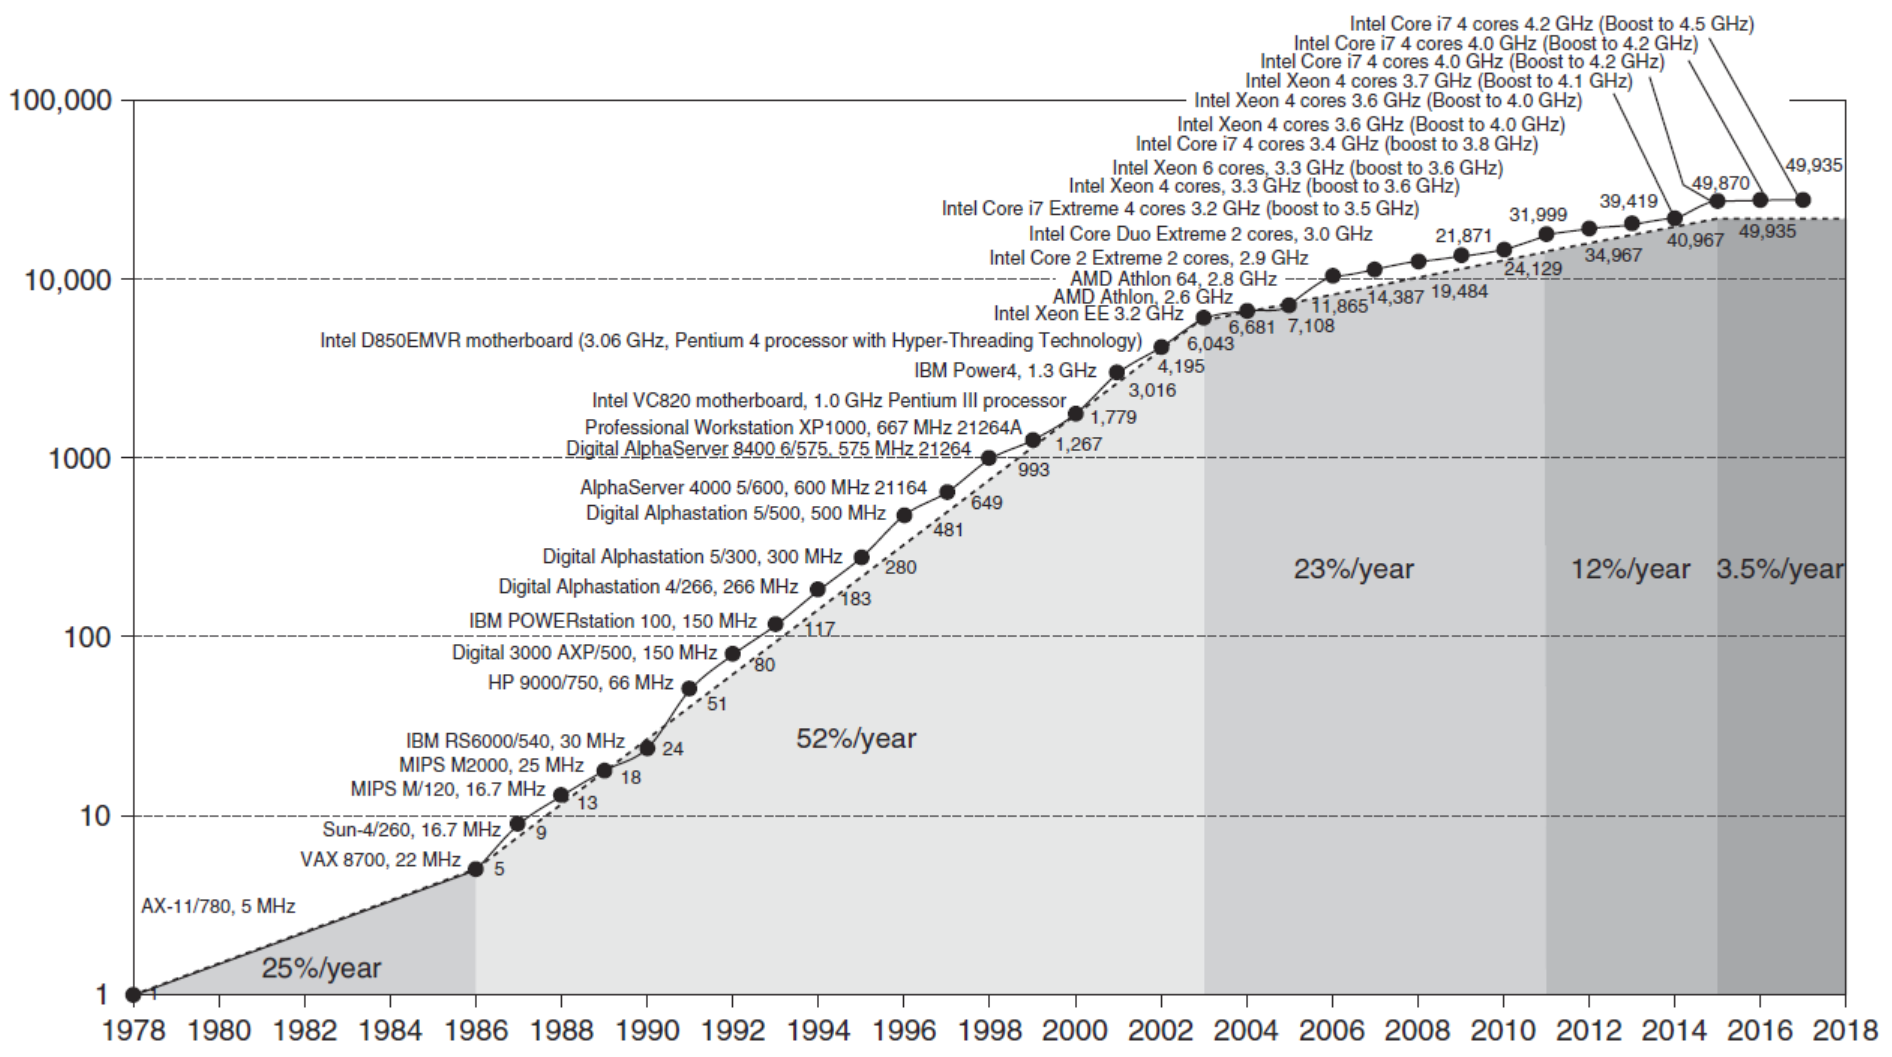 Intel Core i7 4 cores 4.2 GHz (Boost to 4.5 GHz)
Intel Core i7 4 cores 4.0 GHz (Boost to 4.2 GHz)
Intel Core i7 4 cores 4.0 GHz (Boost to 4.2 GHz)
Intel Xeon 4 cores 3.7 GHz (Boost to 4.1 GHz)
Intel Xeon 4 cores 3.6 GHz (Boost to 4.0 GHz)
Intel Xeon 4 cores 3.6 GHz (Boost to 4.0 GHz)
Intel Core i7 4 cores 3.4 GHz (boost to 3.8 GHz)
Intel Xeon 6 cores, 3.3 GHz (boost to 3.6 GHz)
Intel Xeon 4 cores, 3.3 GHz (boost to 3.6 GHz)
Intel Core i7 Extreme 4 cores 3.2 GHz (boost to 3.5 GHz)
Intel Core Duo Extreme 2 cores, 3.0 GHz
Intel Core 2 Extreme 2 cores, 2.9 GHz
AMD Athlon 64, 2.8 GHz
AMD Athlon, 2.6 GHz
Intel Xeon EE 3.2 GHz
Intel D850EMVR motherboard (3.06 GHz, Pentium 4 processor with Hyper-Threading Technology)
IBM Power4, 1.3 GHz
Intel VC820 motherboard, 1.0 GHz Pentium III processor
Professional Workstation XP1000, 667 MHz 21264A
Digital AlphaServer 8400 6/575, 575 MHz 21264
AlphaServer 4000 5/600, 600 MHz 21164
Digital Alphastation 5/500, 500 MHz
Digital Alphastation 5/300, 300 MHz
Digital Alphastation 4/266, 266 MHz
IBM POWERstation 100, 150 MHz
Digital 3000 AXP/500, 150 MHz
HP 9000/750, 66 MHz
IBM RS6000/540, 30 MHz
MIPS M2000, 25 MHz
MIPS M/120, 16.7 MHz
Sun-4/260, 16.7 MHz
VAX 8700, 22 MHz
AX-11/780, 5 MHz
100,000
10,000
1000
100
10
1
1
5
9
13
18
24
51
80
117
183
280
481
649
993
1,267
1,779
3,016
4,195
6,043
6,681
7,108
11,865
14,387
19,484
21,871
24,129
31,999
34,967
39,419
40,967
49,870
49,935
49,935
25%/year
52%/year
23%/year
12%/year
3.5%/year
1978 1980 1982 1984 1986 1988 1990 1992 1994 1996 1998 2000 2002 2004 2006 2008 2010 2012 2014 2016 2018